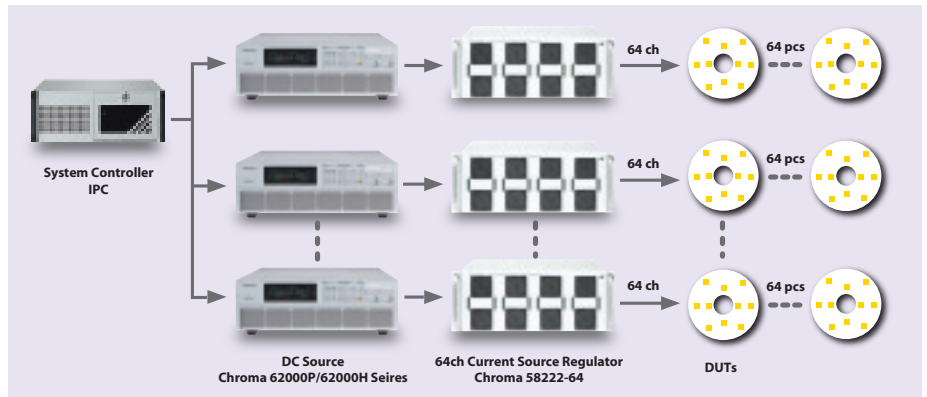 64 ch
64 pcs
System Controller
IPC
64 ch
64 pcs
64 ch
64 pcs
DC Source
Chroma 62000P/62000H Seires
64ch Current Source Regulator
Chroma 58222-64
DUTs